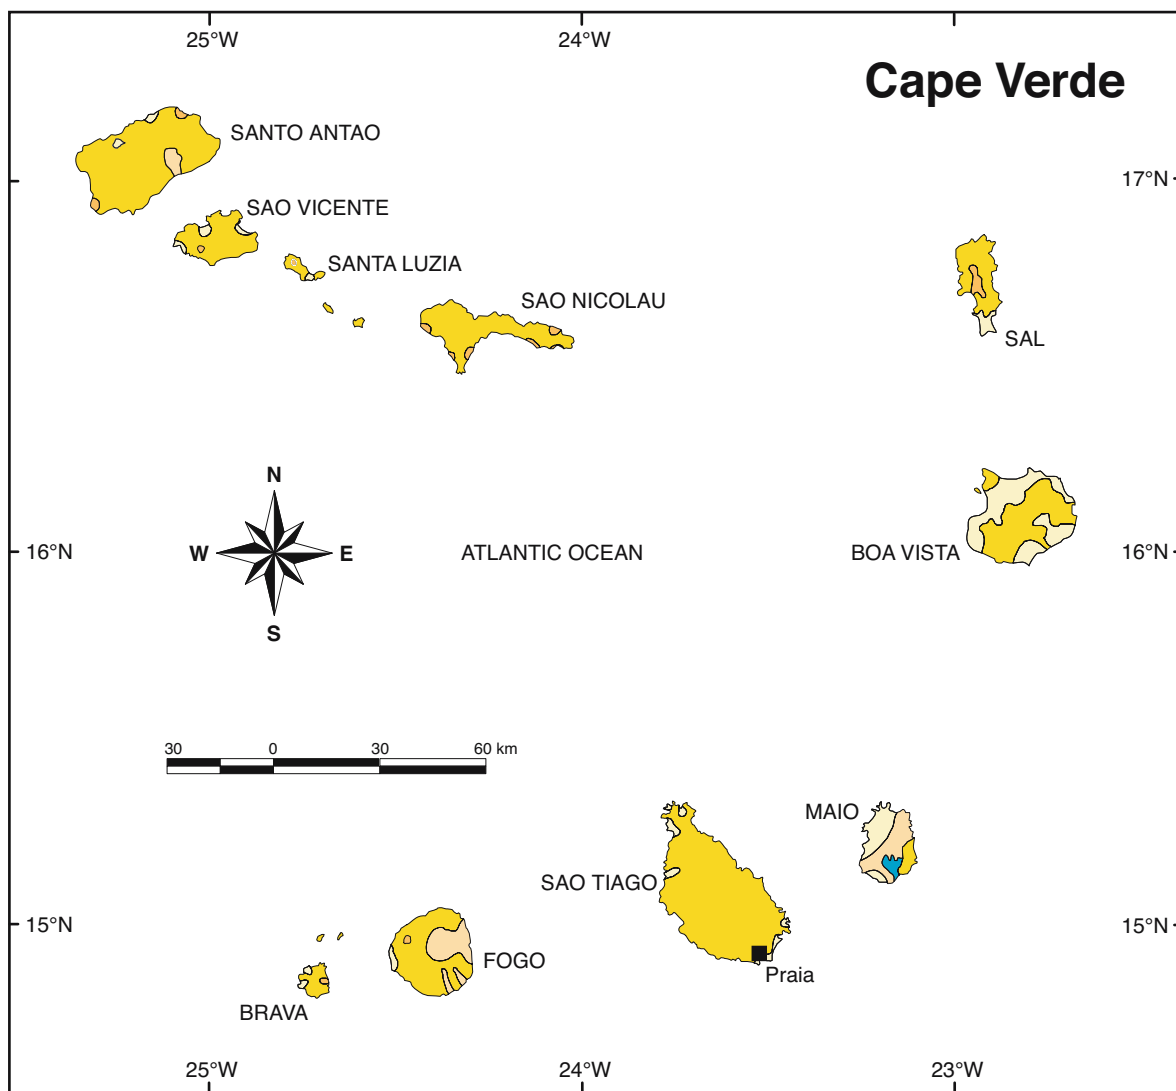 25°W 24°W
Cape Verde
SANTO ANTAO
17°N
SAO VICENTE
SANTA LUZIA
SAO NICOLAU
SAL
N
W E
S
16°N
ATLANTIC OCEAN
BOA VISTA
16°N
30 0 30 60 km
MAIO
SAO TIAGO
15°N
15°N
FOGO
Praia
BRAVA
25°W 24°W 23°W